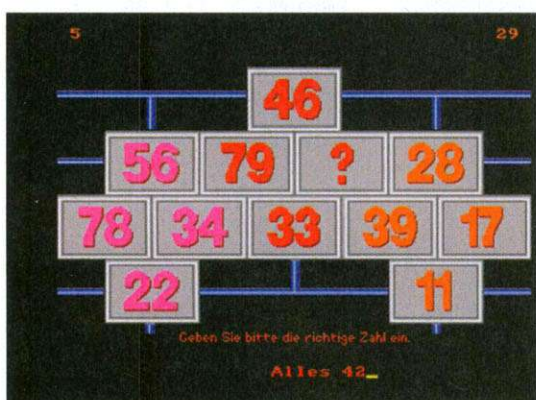 5 29
46
56 79 ? 28
78 34 33 39 17
22 11
Geben Sie bitte die richtige Zahl ein.
Alles 42_